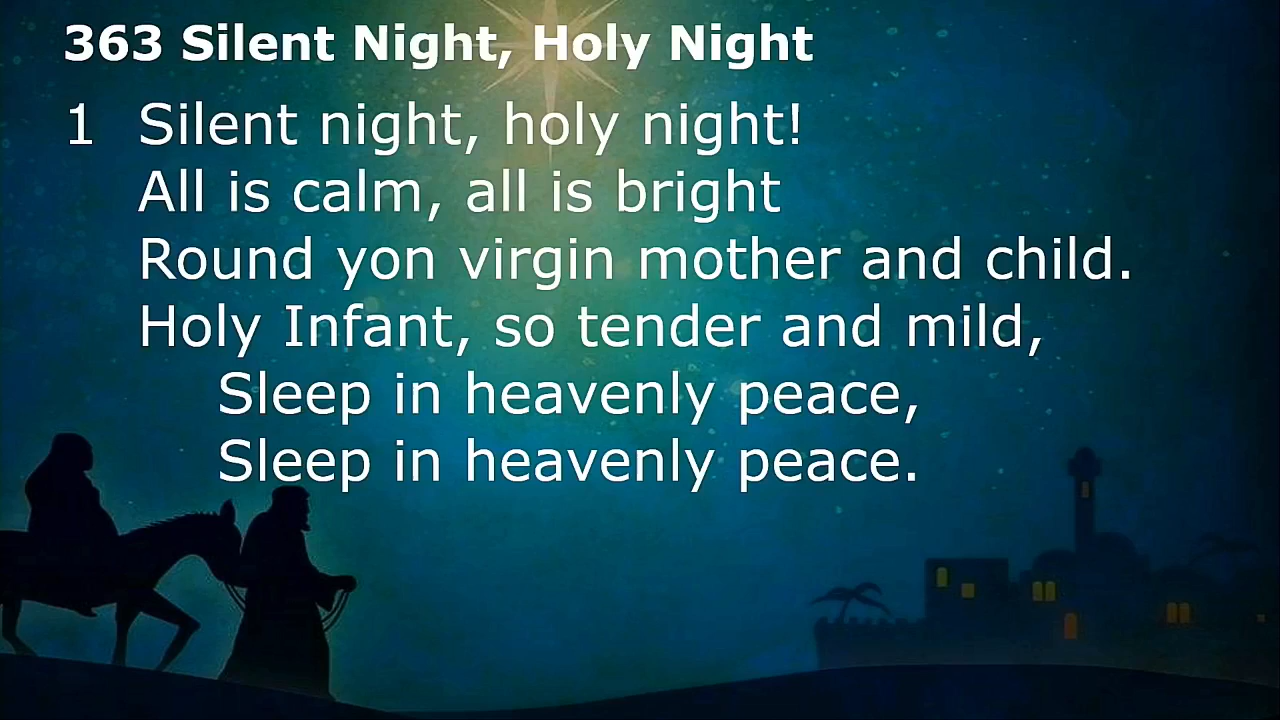 363 Silent Night, Holy Night
1 Silent night, holy night!
All is calm, all is bright
Round yon virgin mother and child.
Holy Infant, so tender and mild,
Sleep in heavenly peace,
Sleep in heavenly peace.